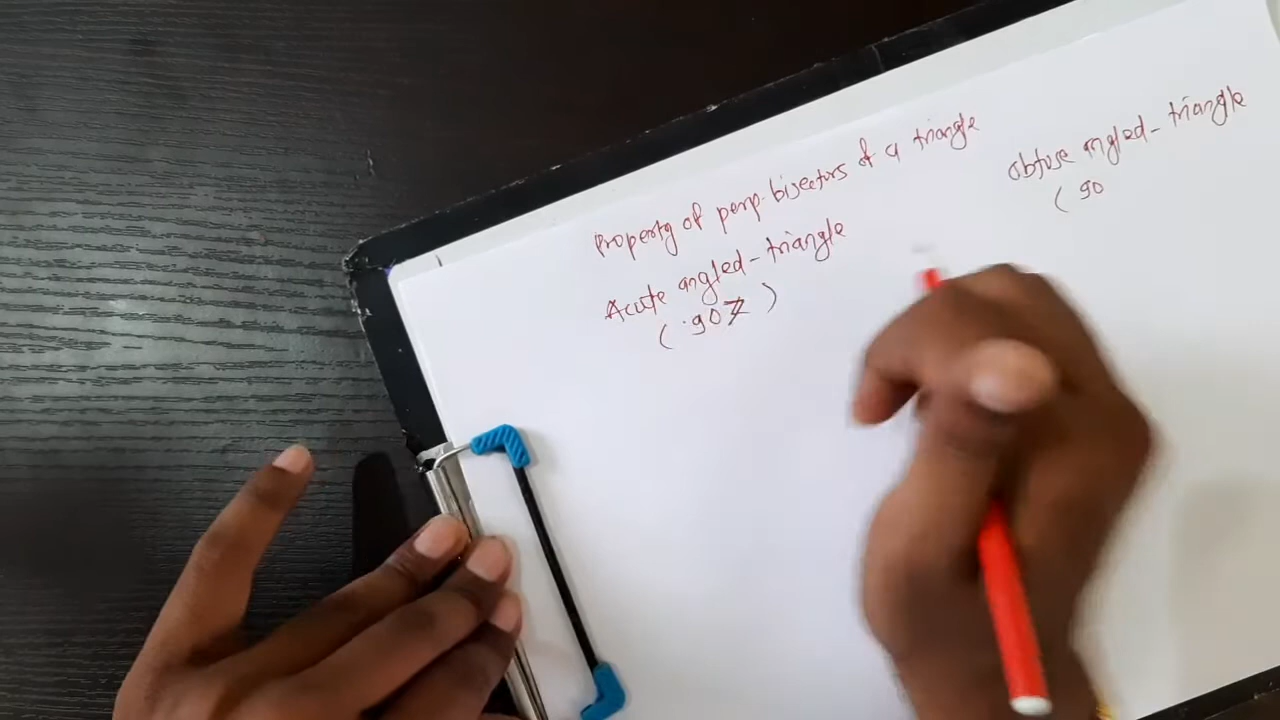 Property of perp. bisectors of a triangle
Acute angled-triangle
( 90
obtuse angled-triangle
( 90